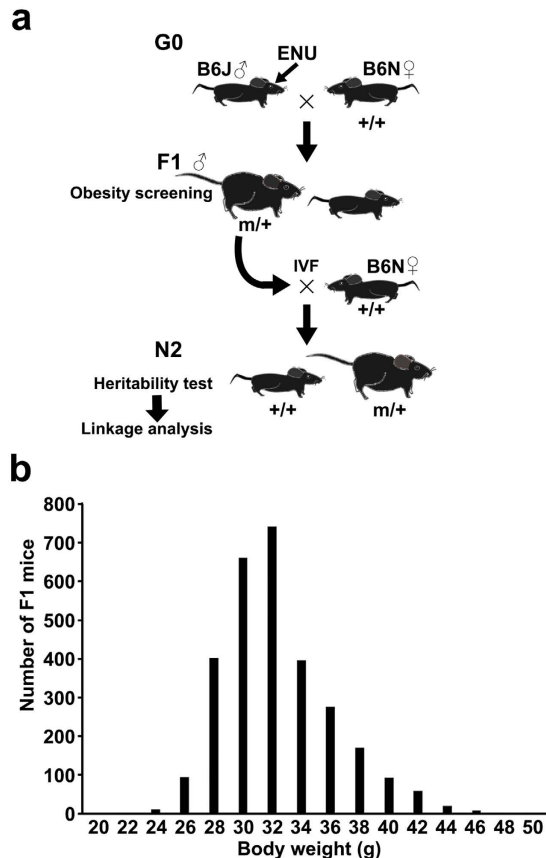 a
G0
ENU
B6J♂
B6N♀
×
+/+
F1 ♂
Obesity screening
m/+
IVF
B6N♀
×
+/+
N2
Heritability test
+/+
m/+
Linkage analysis
b
800
700
600
500
400
300
200
100
0
Number of F1 mice
20 22 24 26 28 30 32 34 36 38 40 42 44 46 48 50
Body weight (g)